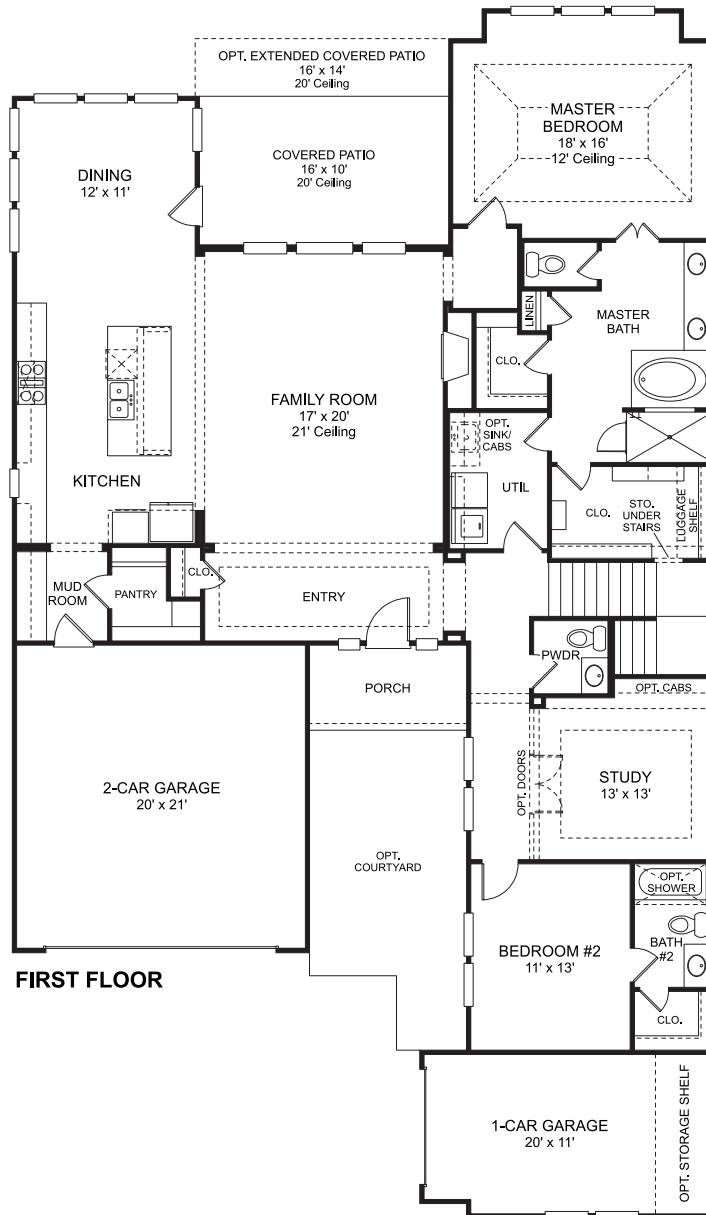 OPT. EXTENDED COVERED PATIO
16' x 14'
20' Ceiling
COVERED PATIO
16' x 10'
20' Ceiling
MASTER
BEDROOM
18' x 16'
12' Ceiling
DINING
12' x 11'
LINEN
MASTER
BATH
CLO.
FAMILY ROOM
17' x 20'
21' Ceiling
OPT.
SINK/
CABS
UTIL
KITCHEN
CLO.
STO.
UNDER
STAIRS
LUGGAGE
SHELF
MUD
ROOM
PANTRY
CLO.
ENTRY
PWDR
PORCH
OPT. CABS
2-CAR GARAGE
20' x 21'
OPT. DOORS
STUDY
13' x 13'
OPT.
COURTYARD
OPT.
SHOWER
BEDROOM #2
11' x 13'
BATH
#2
CLO.
FIRST FLOOR
1-CAR GARAGE
20' x 11'
OPT. STORAGE SHELF